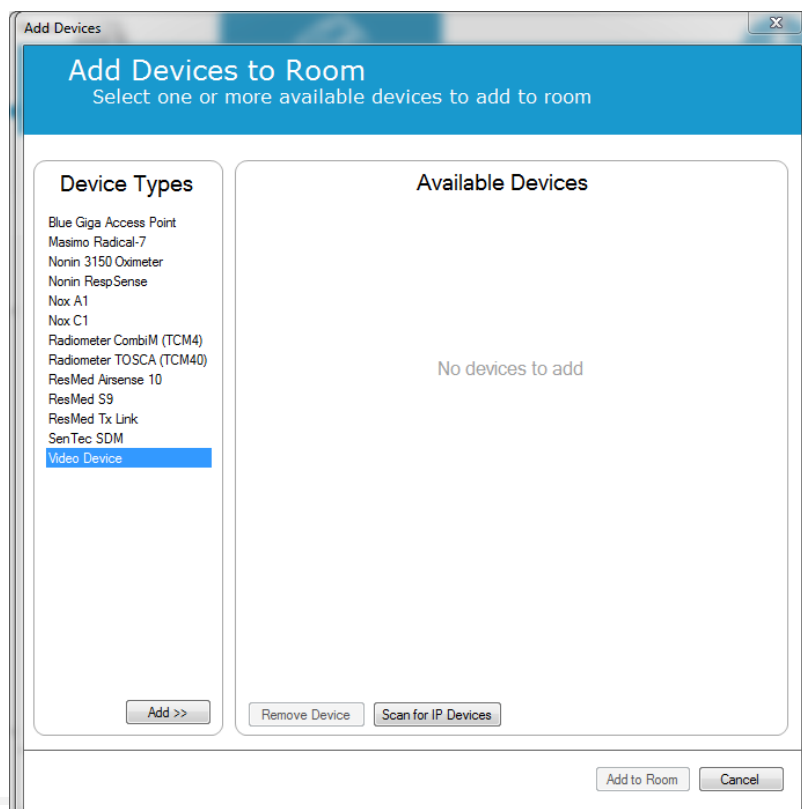 Add Devices
Add Devices to Room
Select one or more available devices to add to room
Device Types
Blue Giga Access Point
Masimo Radical-7
Nonin 3150 Oximeter
Nonin RespSense
Nox A1
Nox C1
Radiometer CombiM (TCM4)
Radiometer TOSCA (TCM40)
ResMed Airsense 10
ResMed S9
ResMed Tx Link
SenTec SDM
Video Device
Add >>
Available Devices
No devices to add
Remove Device
Scan for IP Devices
Add to Room
Cancel